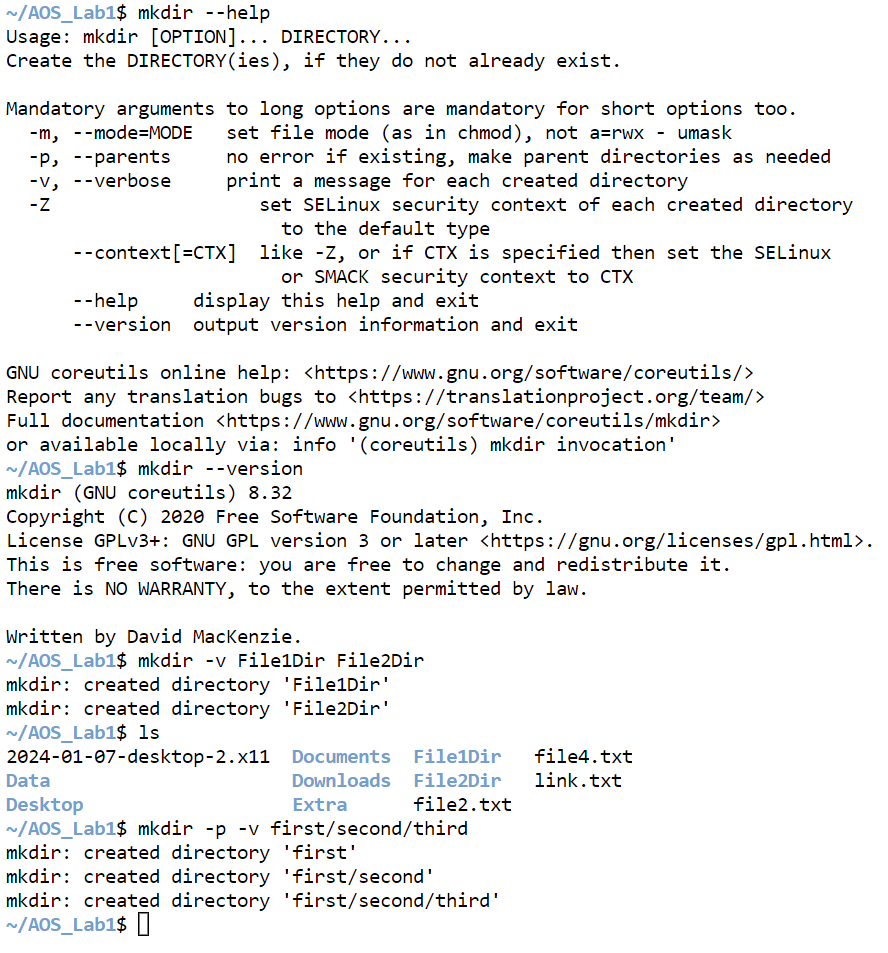 ~/AOS_Lab1$ mkdir --help
Usage: mkdir [OPTION]... DIRECTORY...
Create the DIRECTORY(ies), if they do not already exist.

Mandatory arguments to long options are mandatory for short options too.
  -m, --mode=MODE   set file mode (as in chmod), not a=rwx - umask
  -p, --parents     no error if existing, make parent directories as needed
  -v, --verbose     print a message for each created directory
  -Z                   set SELinux security context of each created directory
                         to the default type
      --context[=CTX]  like -Z, or if CTX is specified then set the SELinux
                         or SMACK security context to CTX
      --help     display this help and exit
      --version  output version information and exit

GNU coreutils online help: <https://www.gnu.org/software/coreutils/>
Report any translation bugs to <https://translationproject.org/team/>
Full documentation <https://www.gnu.org/software/coreutils/mkdir>
or available locally via: info '(coreutils) mkdir invocation'
~/AOS_Lab1$ mkdir --version
mkdir (GNU coreutils) 8.32
Copyright (C) 2020 Free Software Foundation, Inc.
License GPLv3+: GNU GPL version 3 or later <https://gnu.org/licenses/gpl.html>.
This is free software: you are free to change and redistribute it.
There is NO WARRANTY, to the extent permitted by law.

Written by David MacKenzie.
~/AOS_Lab1$ mkdir -v File1Dir File2Dir
mkdir: created directory 'File1Dir'
mkdir: created directory 'File2Dir'
~/AOS_Lab1$ ls
2024-01-07-desktop-2.x11  Documents  File1Dir   file4.txt
Data                      Downloads  File2Dir   link.txt
Desktop                   Extra      file2.txt
~/AOS_Lab1$ mkdir -p -v first/second/third
mkdir: created directory 'first'
mkdir: created directory 'first/second'
mkdir: created directory 'first/second/third'
~/AOS_Lab1$